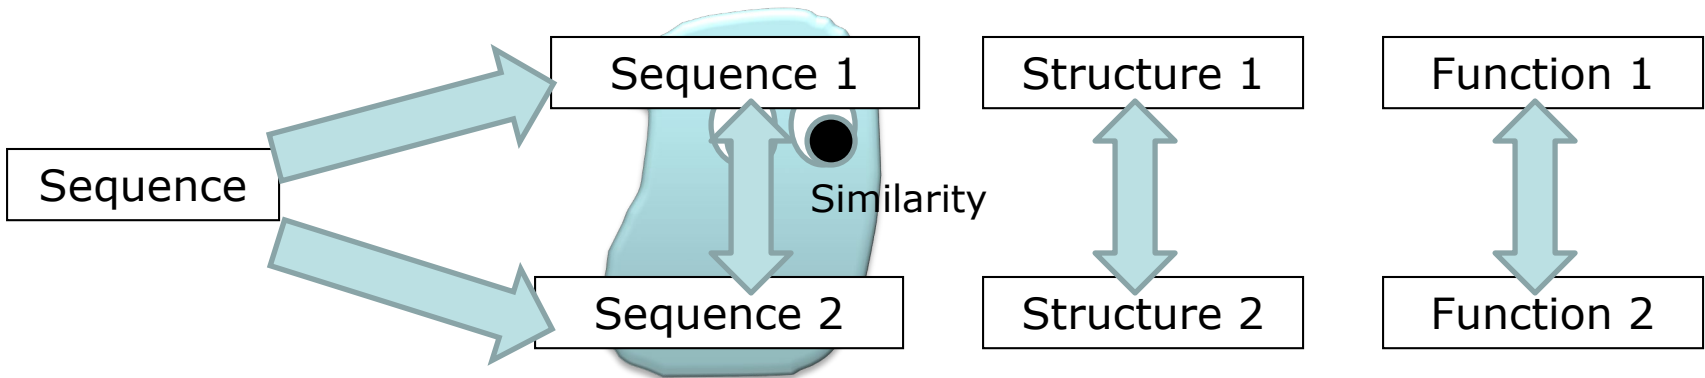 Sequence
Sequence 1
Structure 1
Function 1
Similarity
Sequence 2
Structure 2
Function 2